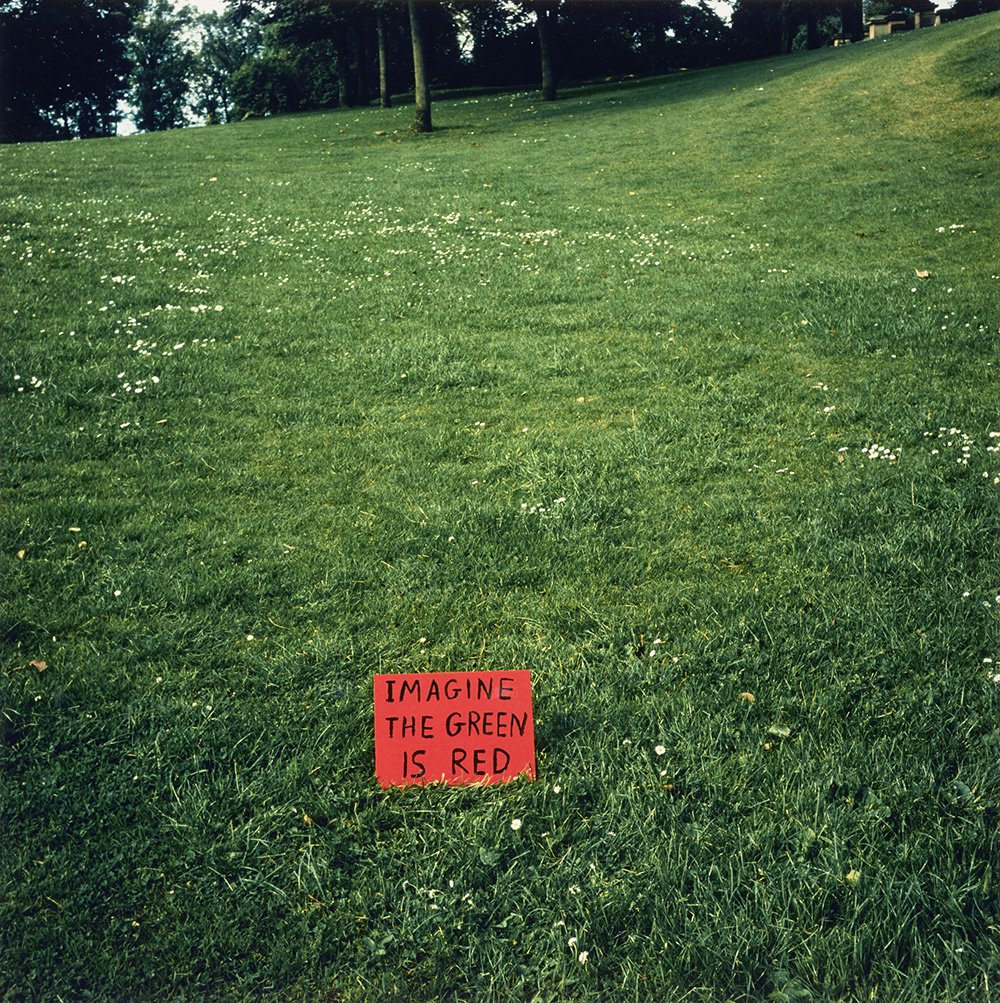 IMAGINE
THE GREEN
IS RED